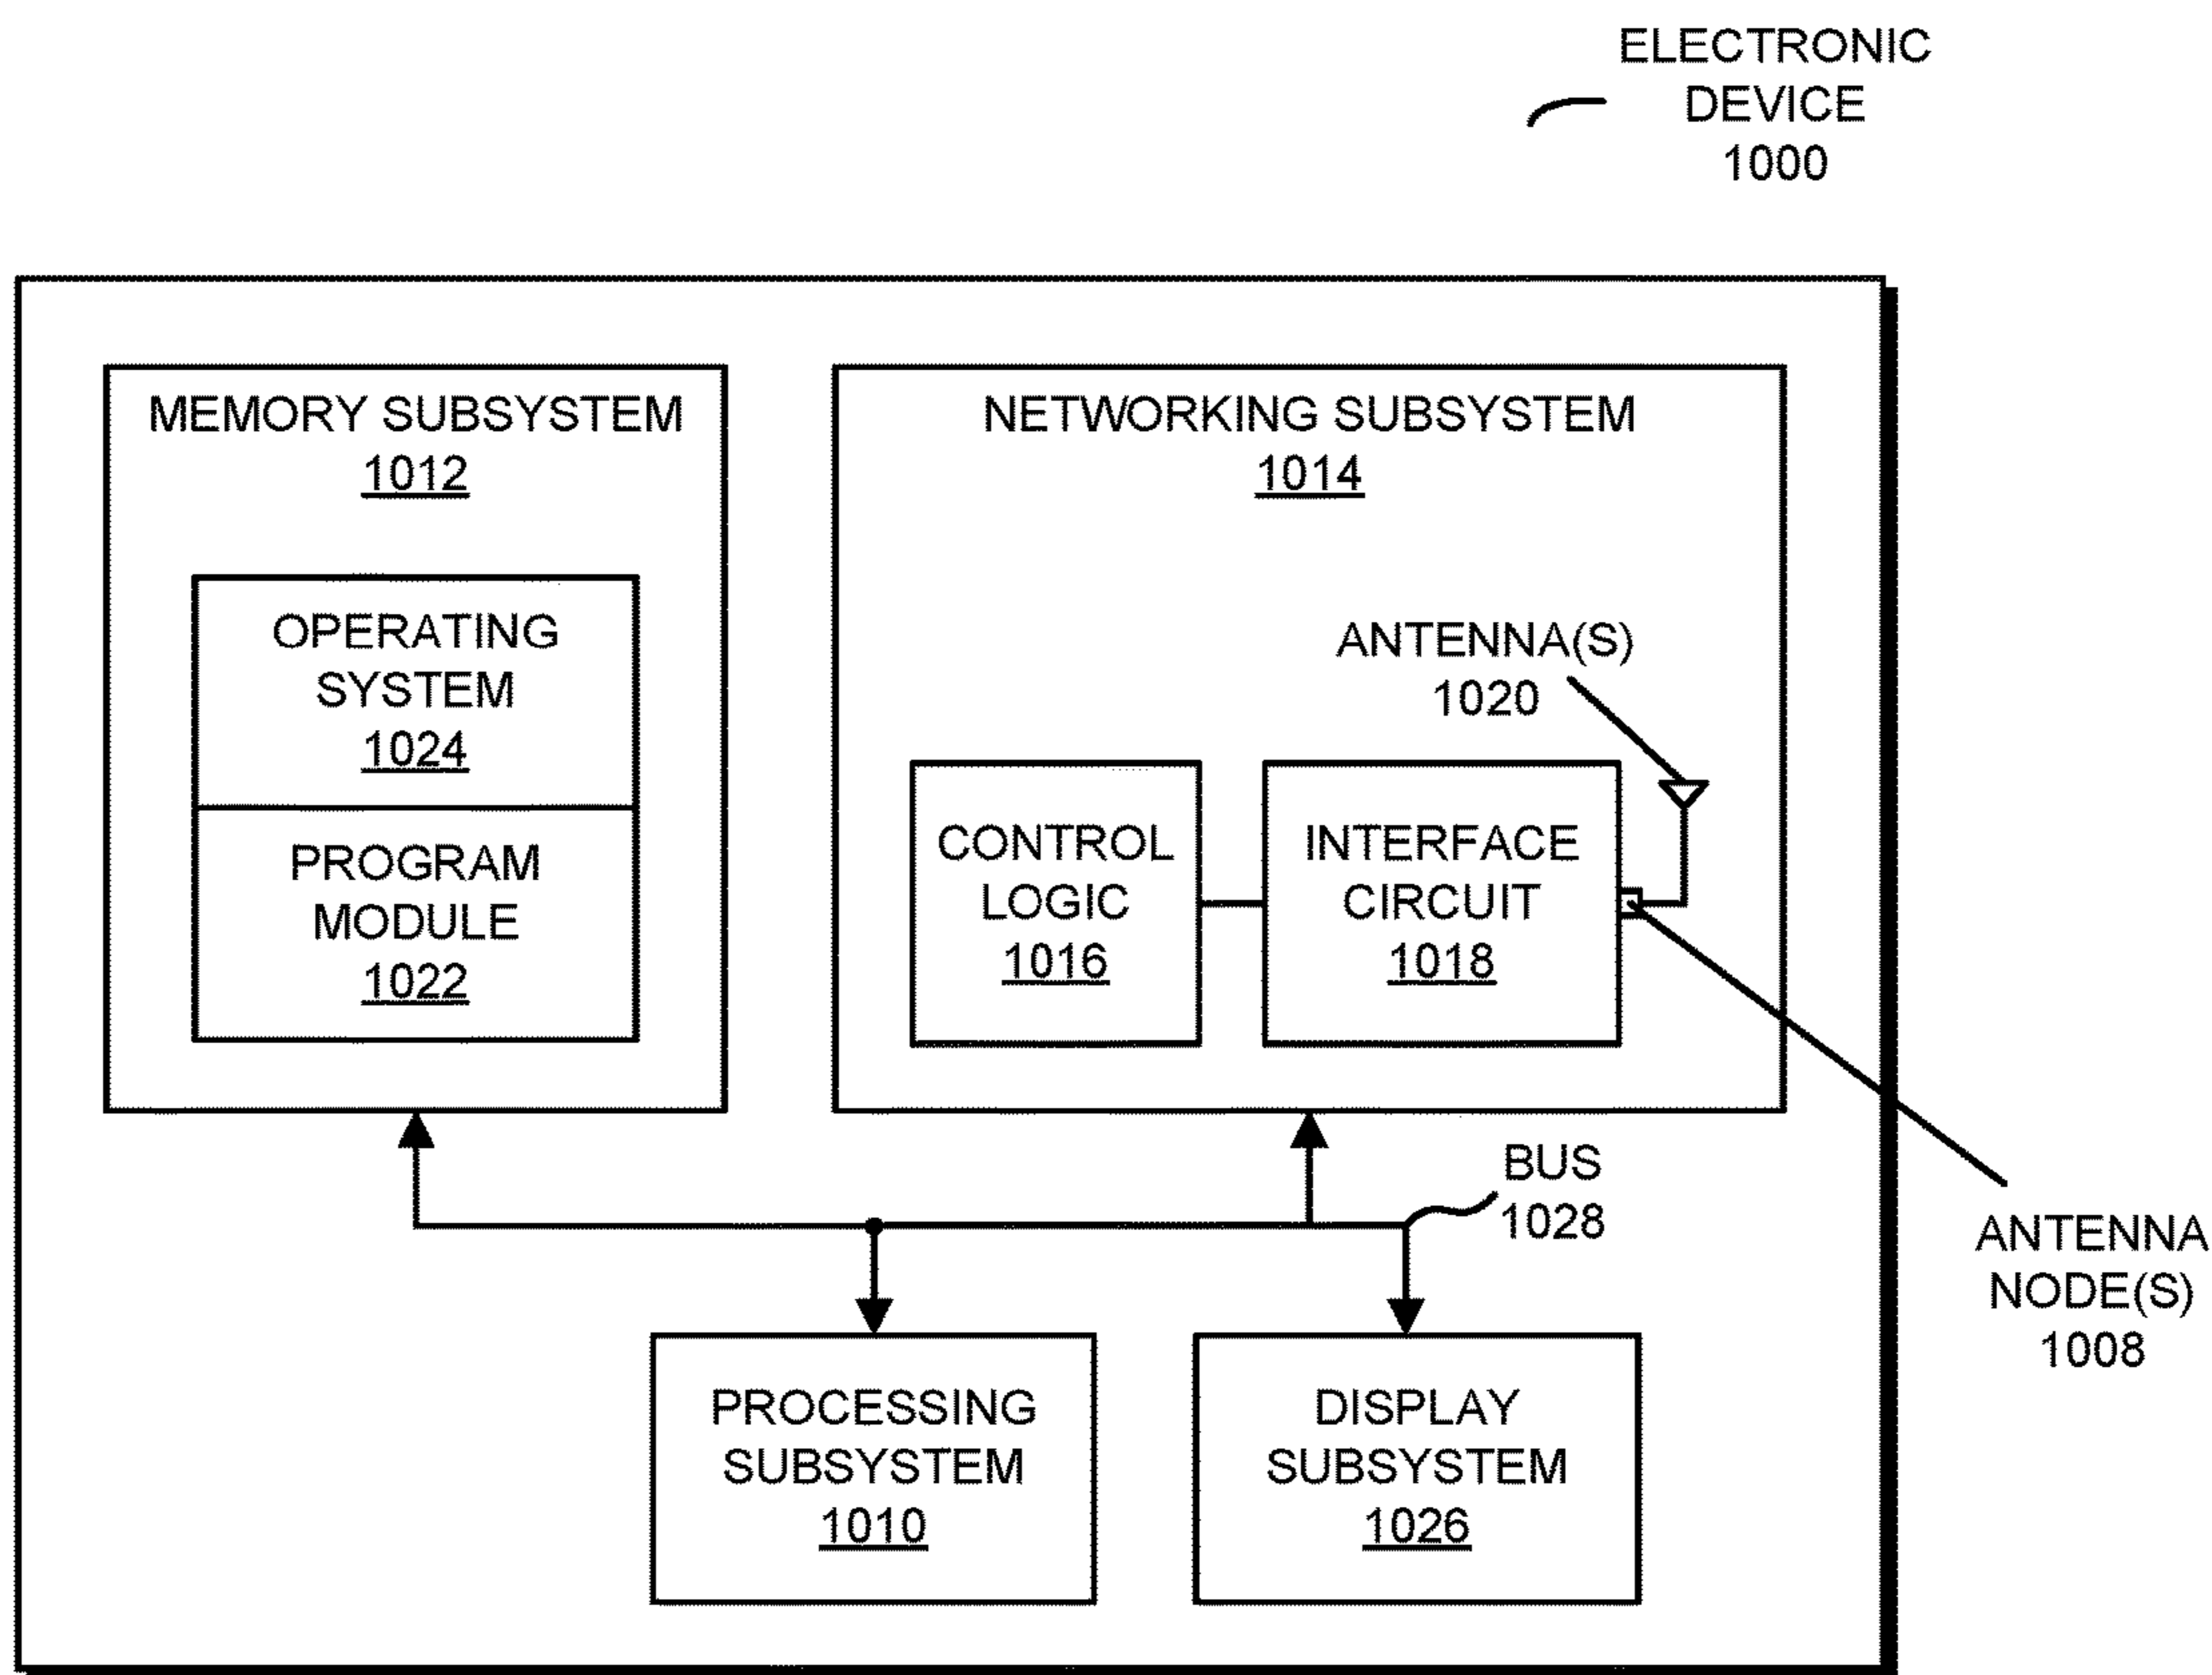 ELECTRONIC
DEVICE
1000
MEMORY SUBSYSTEM
1012
OPERATING
SYSTEM
1024
PROGRAM
MODULE
1022
NETWORKING SUBSYSTEM
1014
ANTENNA(S)
1020
CONTROL
LOGIC
1016
INTERFACE
CIRCUIT
1018
BUS
1028
ANTENNA
NODE(S)
1008
PROCESSING
SUBSYSTEM
1010
DISPLAY
SUBSYSTEM
1026